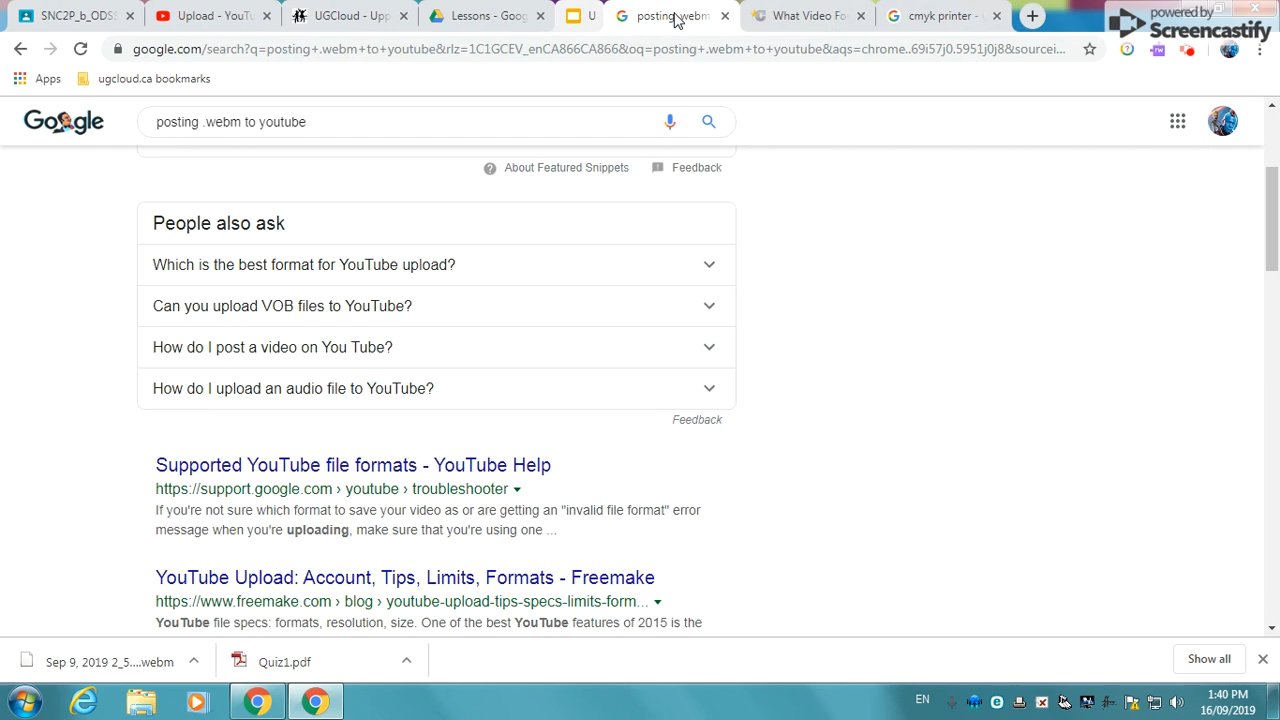 SNC2P_b_ODSS
Upload - YouTu
UGCloud - Upp
Lessons - Goog
U
posting .webm
What Video Fo
cmyk printer -
powered by
Screencastify
google.com/search?q=posting+.webm+to+youtube&rlz=1C1GCEV_enCA866CA866&oq=posting+.webm+to+youtube&aqs=chrome..69i57j0.5951j0j8&sourcei...
Apps
ugcloud.ca bookmarks
Google
posting .webm to youtube
About Featured Snippets
Feedback
People also ask
Which is the best format for YouTube upload?
Can you upload VOB files to YouTube?
How do I post a video on You Tube?
How do I upload an audio file to YouTube?
Feedback
Supported YouTube file formats - YouTube Help
https://support.google.com › youtube › troubleshooter
If you're not sure which format to save your video as or are getting an "invalid file format" error
message when you're uploading, make sure that you're using one ...
YouTube Upload: Account, Tips, Limits, Formats - Freemake
https://www.freemake.com › blog › youtube-upload-tips-specs-limits-form...
YouTube file specs: formats, resolution, size. One of the best YouTube features of 2015 is the
Sep 9, 2019 2_5....webm
Quiz1.pdf
Show all
EN
1:40 PM
16/09/2019